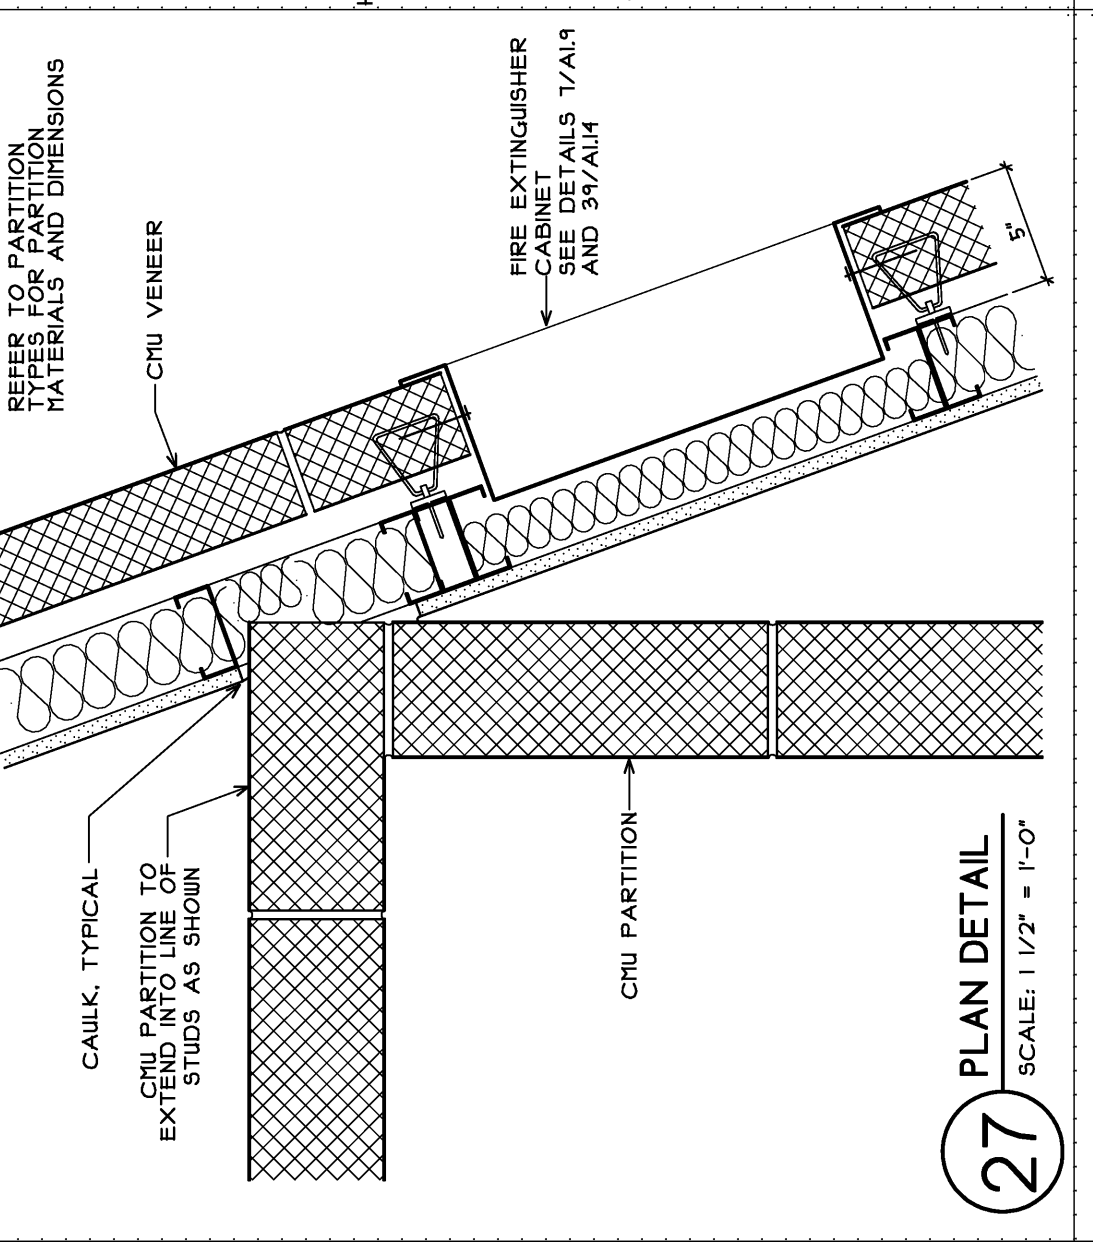 REFER TO PARTITION
TYPES FOR PARTITION
MATERIALS AND DIMENSIONS
CMU VENEER
FIRE EXTINGUISHER
CABINET
SEE DETAILS 7/A1.9
AND 39/A1.14
5"
CAULK, TYPICAL
CMU PARTITION TO
EXTEND INTO LINE OF
STUDS AS SHOWN
CMU PARTITION
27
PLAN DETAIL
SCALE: 1 1/2" = 1'-0"